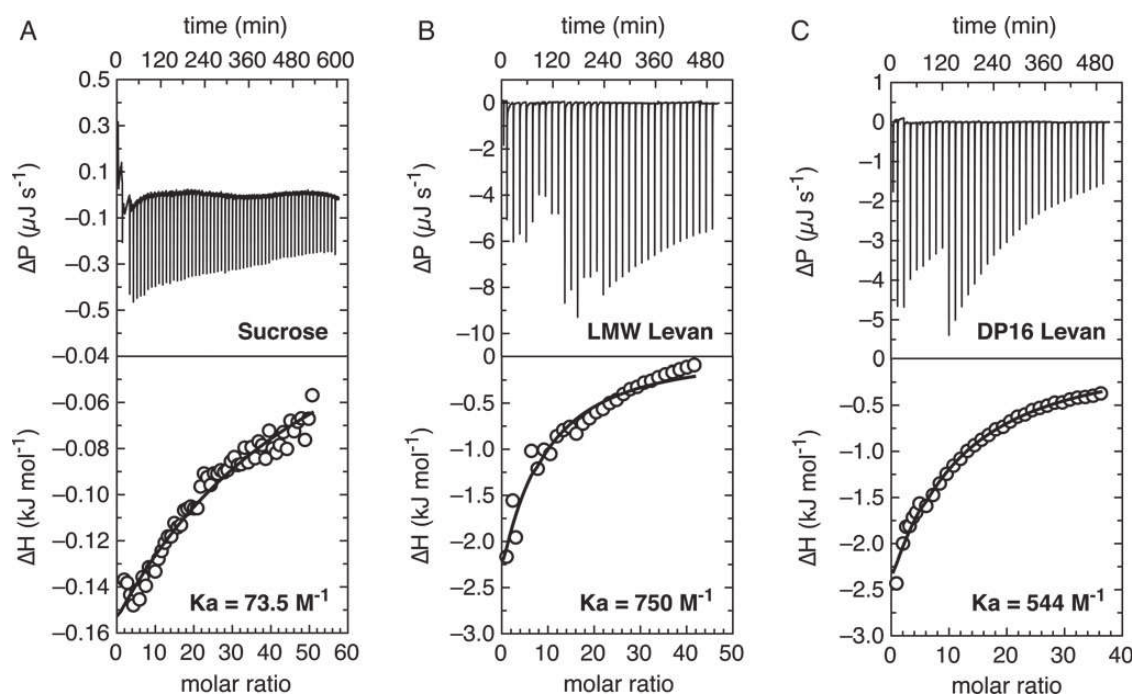 A
time (min)
0 120 240 360 480 600
0.5
0.3
0.1
−0.1
−0.3
−0.5
ΔP (μJ s⁻¹)
Sucrose
−0.04
−0.06
−0.08
−0.10
−0.12
−0.14
−0.16
ΔH (kJ mol⁻¹)
Ka = 73.5 M⁻¹
0 10 20 30 40 50 60
molar ratio
B
time (min)
0 120 240 360 480
0
−2
−4
−6
−8
−10
ΔP (μJ s⁻¹)
LMW Levan
0
−0.5
−1.0
−1.5
−2.0
−2.5
−3.0
ΔH (kJ mol⁻¹)
Ka = 750 M⁻¹
0 10 20 30 40 50
molar ratio
C
time (min)
0 120 240 360 480
1
0
−1
−2
−3
−4
−5
ΔP (μJ s⁻¹)
DP16 Levan
0
−0.5
−1.0
−1.5
−2.0
−2.5
−3.0
ΔH (kJ mol⁻¹)
Ka = 544 M⁻¹
0 10 20 30 40
molar ratio